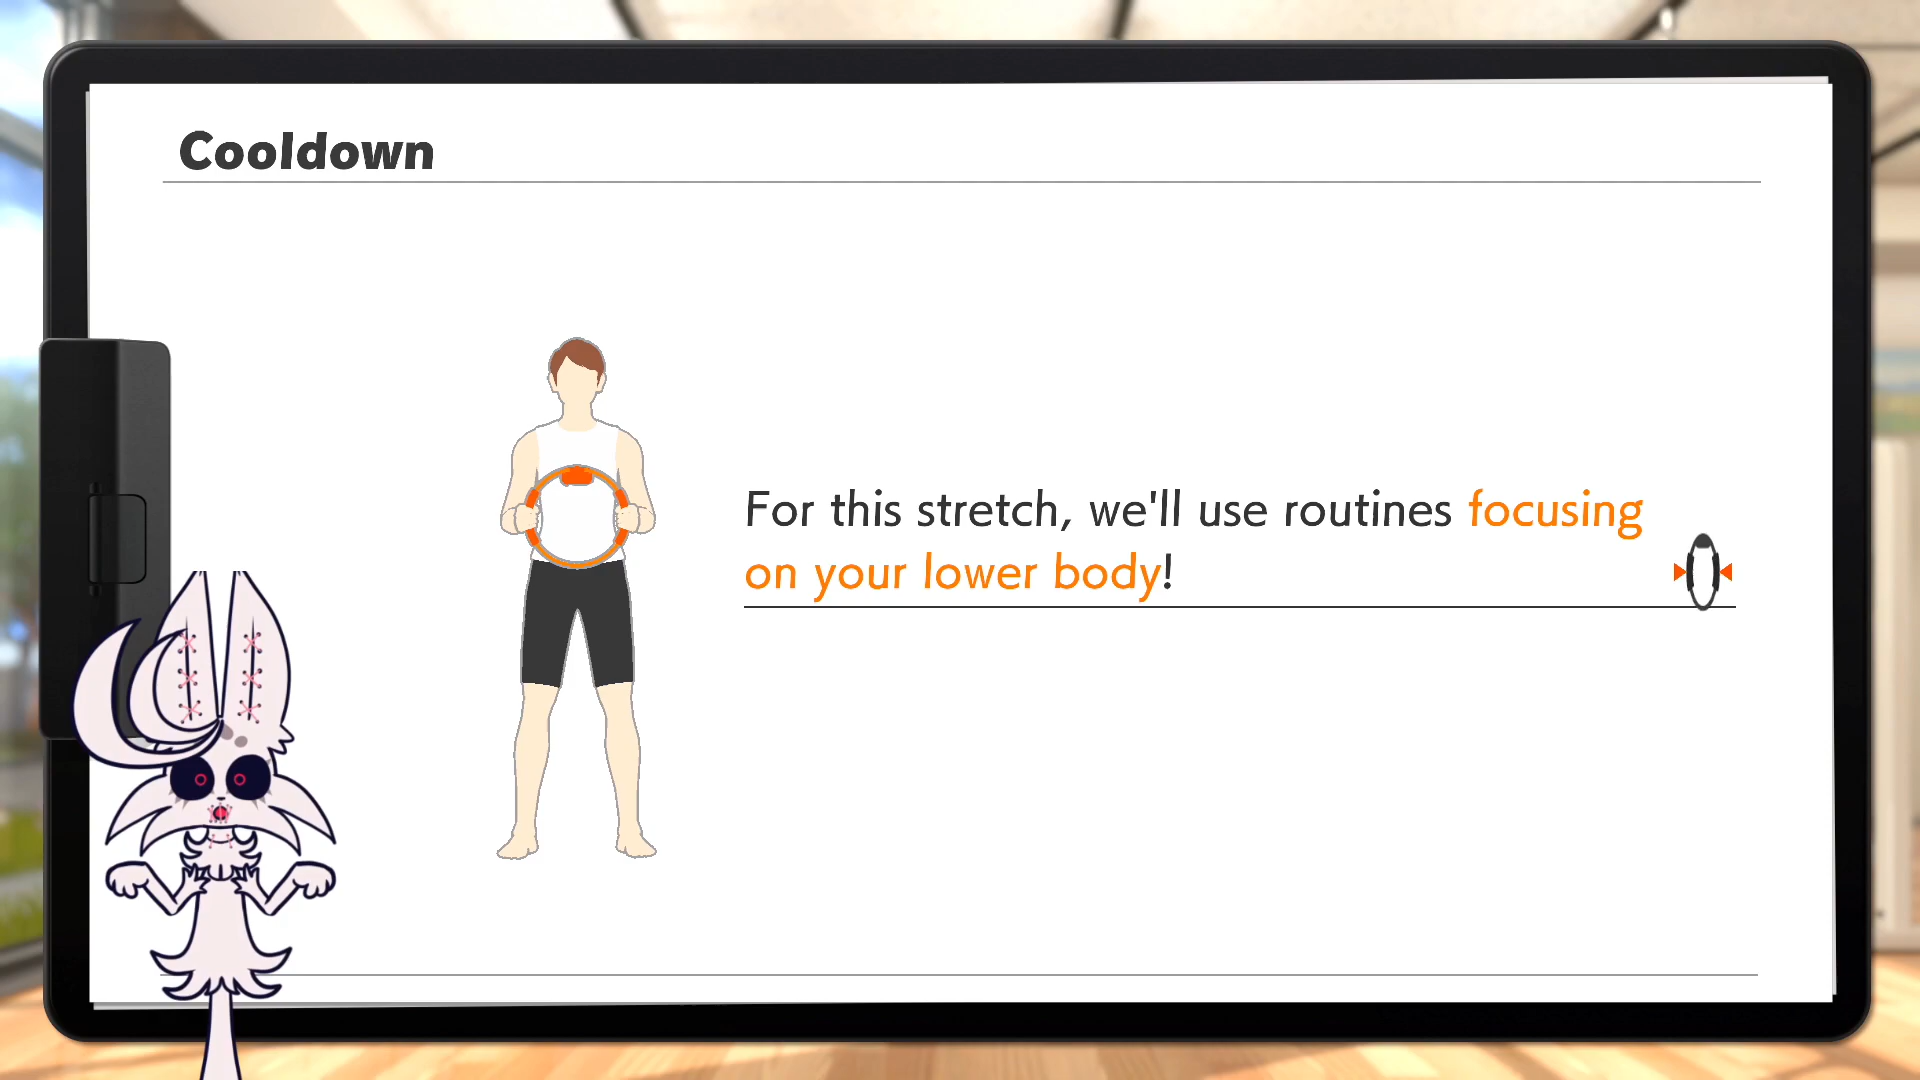 Cooldown
For this stretch, we'll use routines focusing
on your lower body!